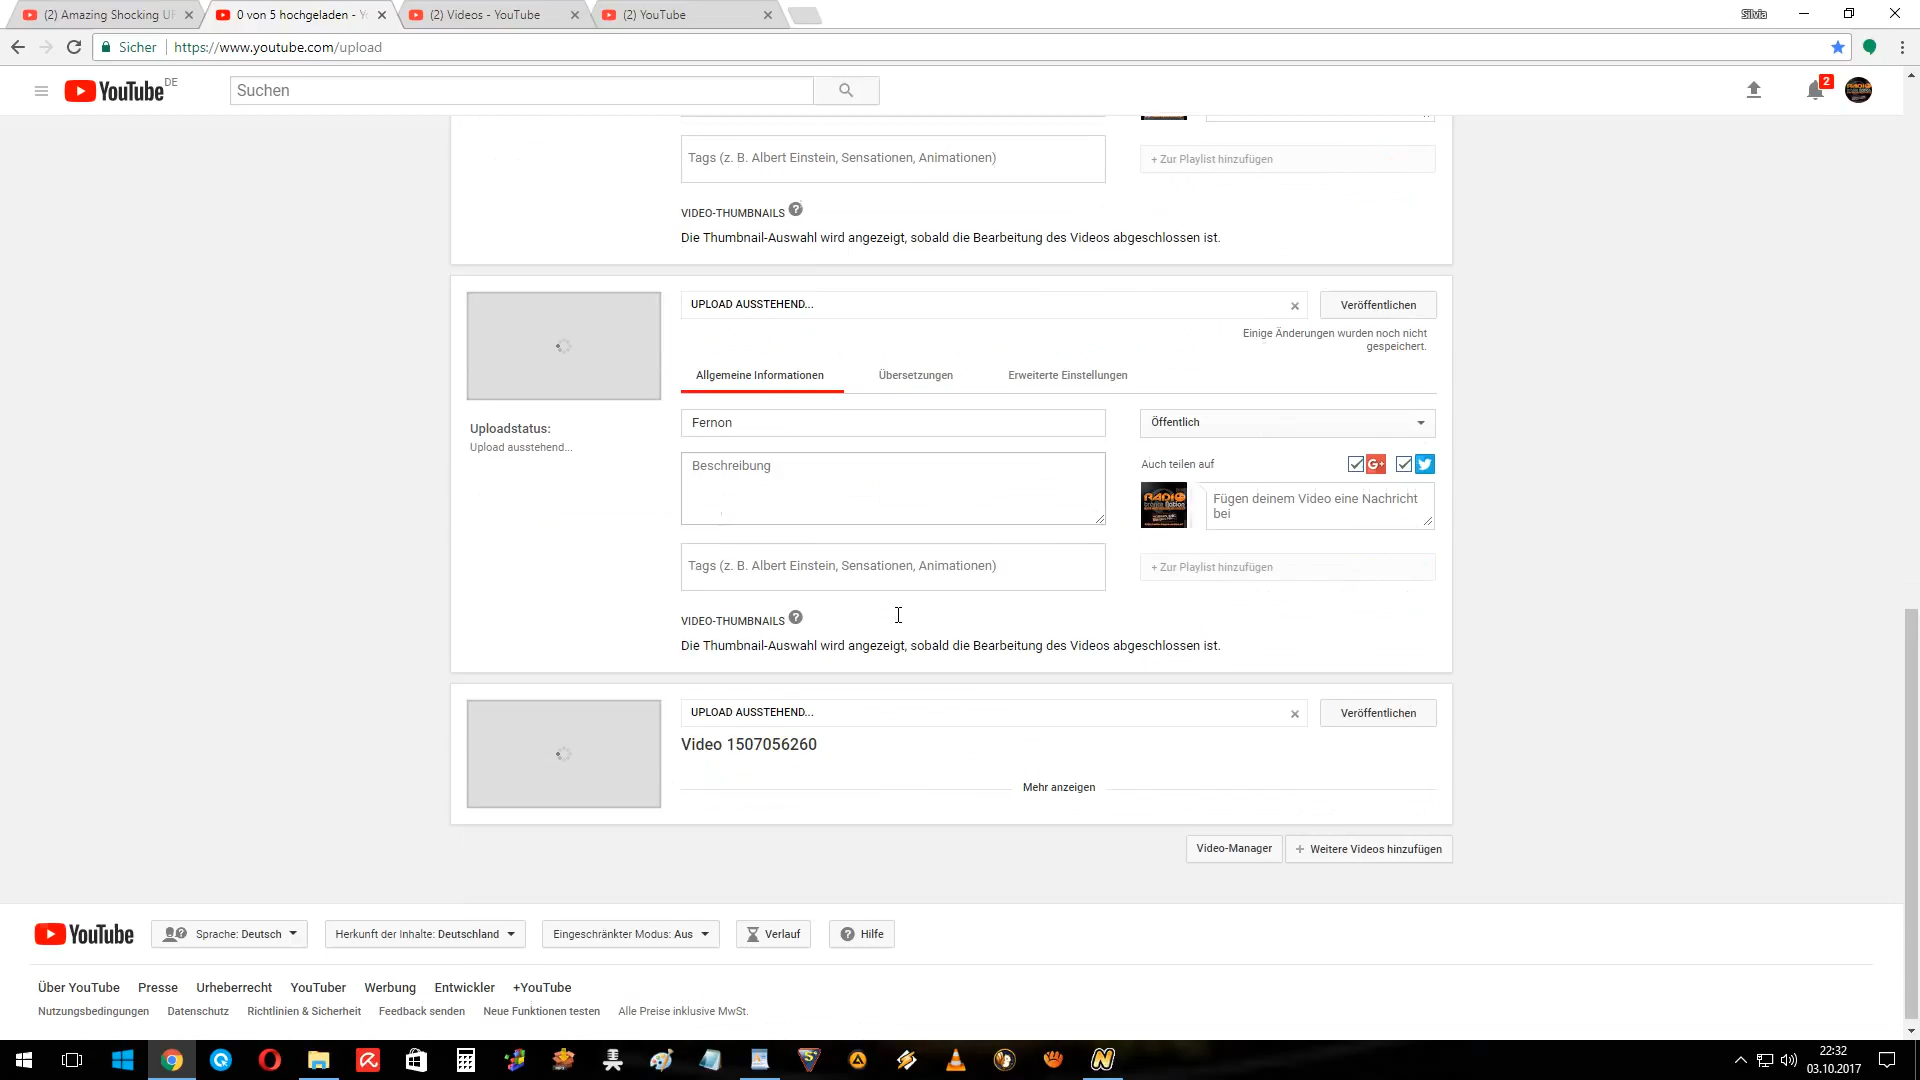 (2) Amazing Shocking UF
0 von 5 hochgeladen - Y
(2) Videos - YouTube
(2) YouTube
Silvia
Sicher
https://www.youtube.com/upload
YouTube DE
Suchen
2
Tags (z. B. Albert Einstein, Sensationen, Animationen)
+ Zur Playlist hinzufügen
VIDEO-THUMBNAILS ?
Die Thumbnail-Auswahl wird angezeigt, sobald die Bearbeitung des Videos abgeschlossen ist.
UPLOAD AUSSTEHEND...
Veröffentlichen
Einige Änderungen wurden noch nicht
gespeichert.
Allgemeine Informationen
Übersetzungen
Erweiterte Einstellungen
Uploadstatus:
Upload ausstehend...
Fernon
Öffentlich
Beschreibung
Auch teilen auf
G+
RADIO
Fügen deinem Video eine Nachricht
bei
Tags (z. B. Albert Einstein, Sensationen, Animationen)
+ Zur Playlist hinzufügen
VIDEO-THUMBNAILS ?
Die Thumbnail-Auswahl wird angezeigt, sobald die Bearbeitung des Videos abgeschlossen ist.
UPLOAD AUSSTEHEND...
Veröffentlichen
Video 1507056260
Mehr anzeigen
Video-Manager
+ Weitere Videos hinzufügen
YouTube
Sprache: Deutsch
Herkunft der Inhalte: Deutschland
Eingeschränkter Modus: Aus
Verlauf
? Hilfe
Über YouTube Presse Urheberrecht YouTuber Werbung Entwickler +YouTube
Nutzungsbedingungen Datenschutz Richtlinien & Sicherheit Feedback senden Neue Funktionen testen Alle Preise inklusive MwSt.
22:32
03.10.2017